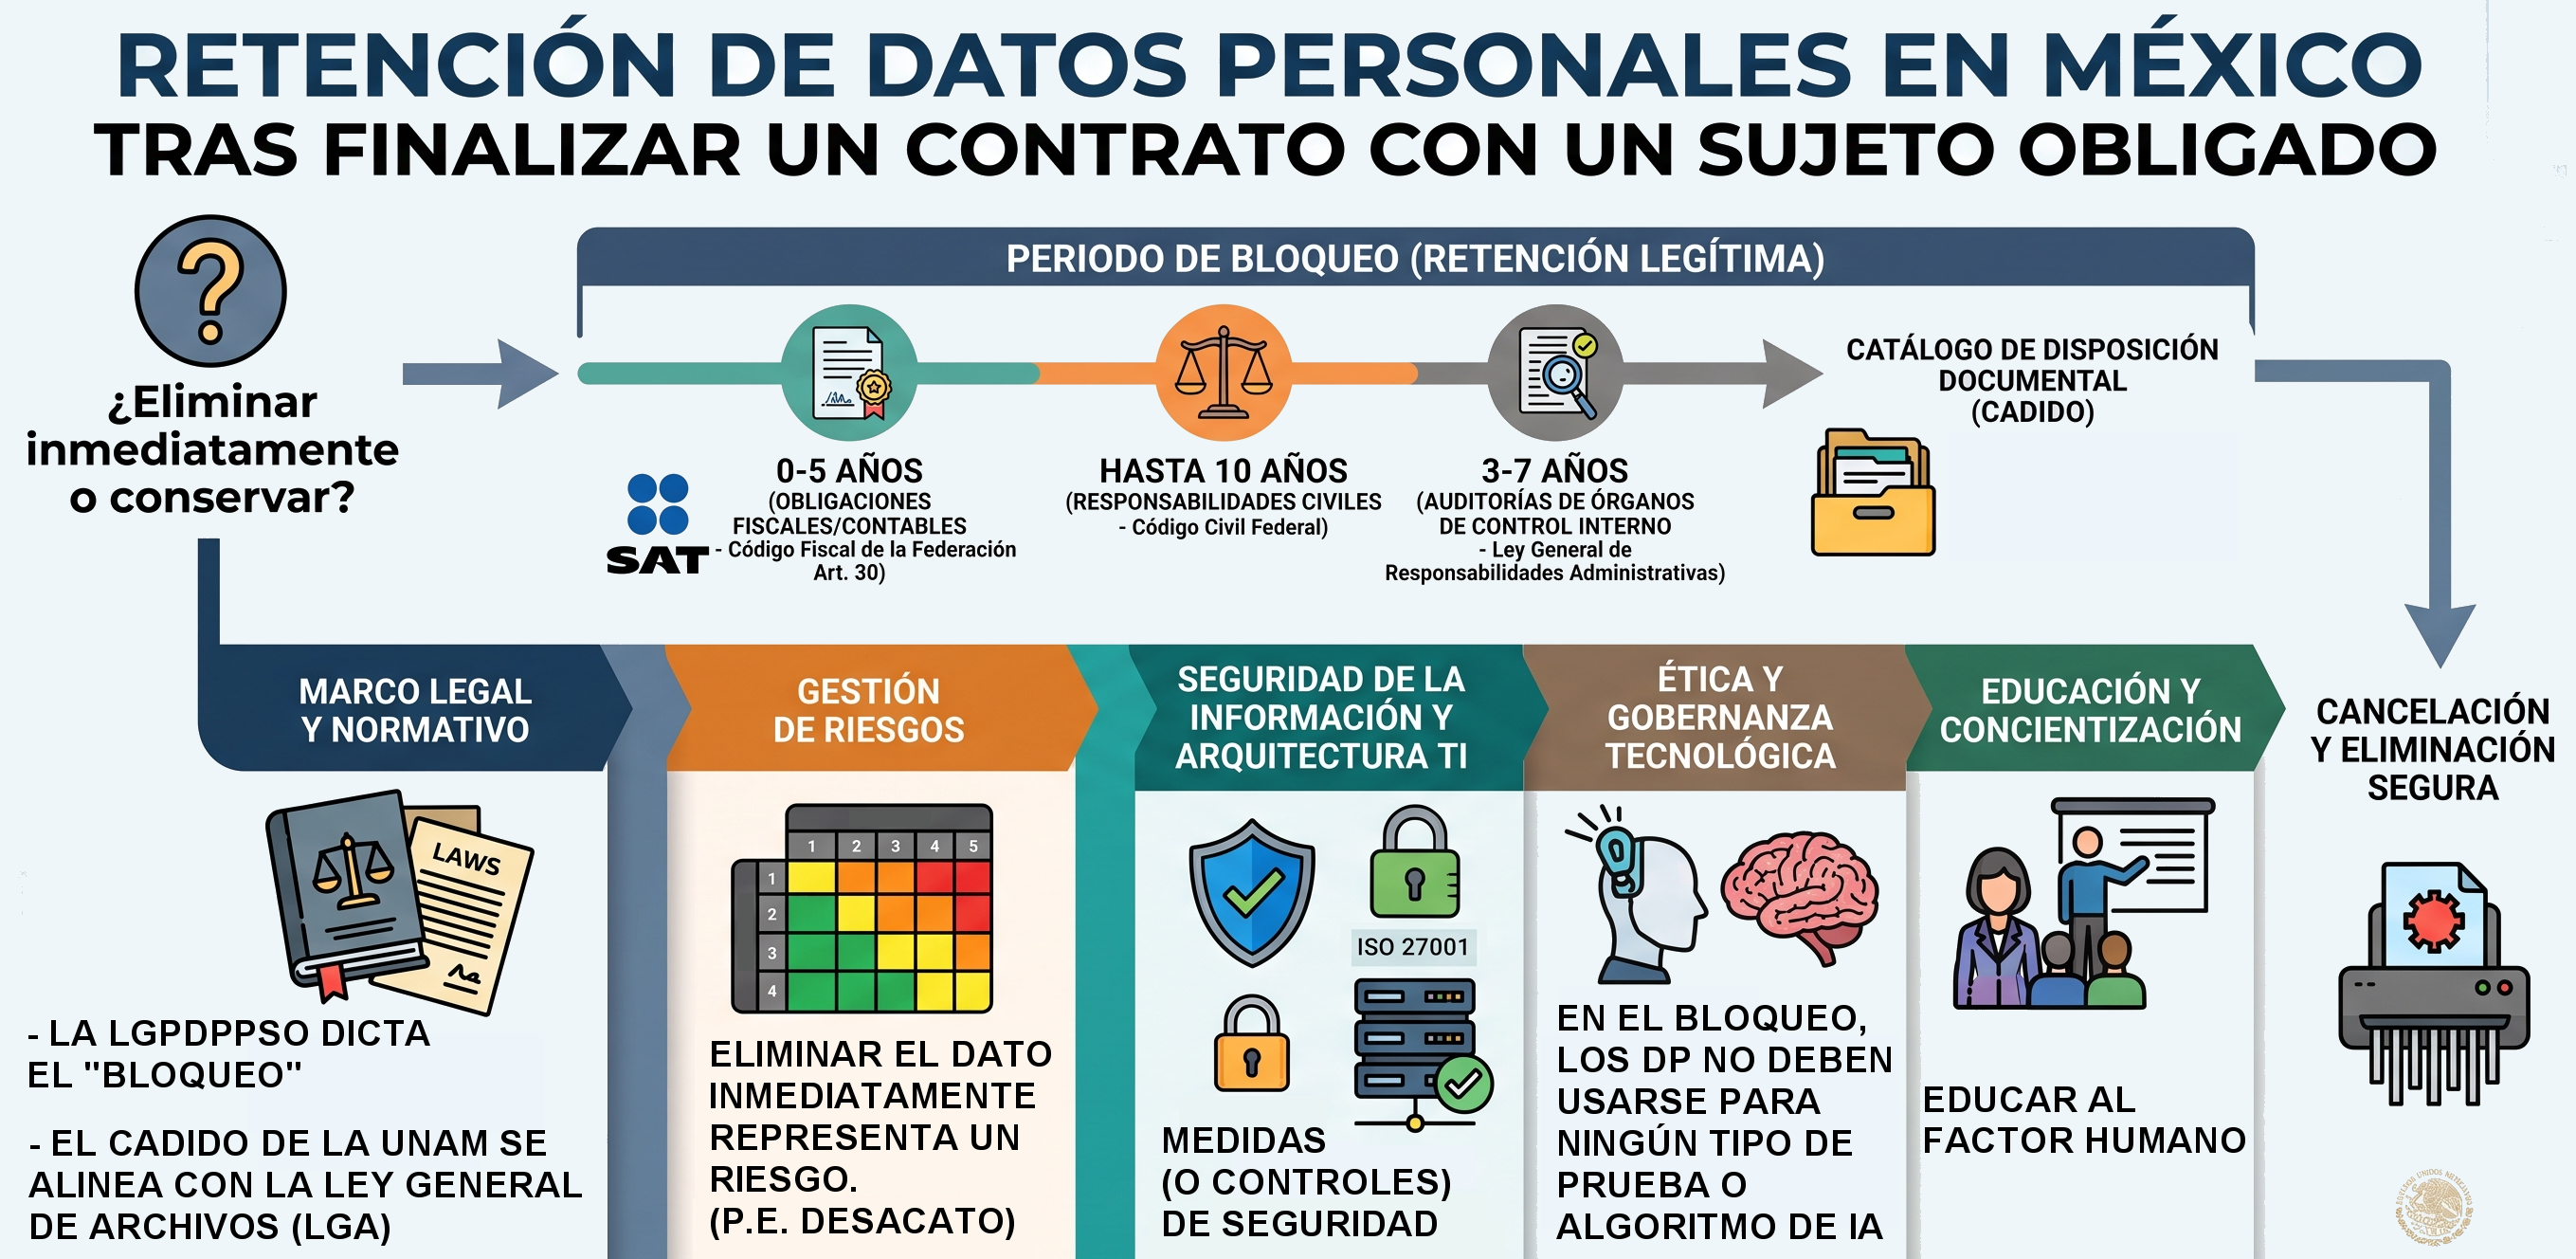 RETENCIÓN DE DATOS PERSONALES EN MÉXICO
TRAS FINALIZAR UN CONTRATO CON UN SUJETO OBLIGADO
¿Eliminar
inmediatamente
o conservar?
PERIODO DE BLOQUEO (RETENCIÓN LEGÍTIMA)
SAT
0-5 AÑOS
(OBLIGACIONES
FISCALES/CONTABLES
- Código Fiscal de la Federación
Art. 30)
HASTA 10 AÑOS
(RESPONSABILIDADES CIVILES
- Código Civil Federal)
3-7 AÑOS
(AUDITORÍAS DE ÓRGANOS
DE CONTROL INTERNO
- Ley General de
Responsabilidades Administrativas)
CATÁLOGO DE DISPOSICIÓN
DOCUMENTAL
(CADIDO)
MARCO LEGAL
Y NORMATIVO
LAWS
- LA LGPDPPSO DICTA
EL "BLOQUEO"
- EL CADIDO DE LA UNAM SE
ALINEA CON LA LEY GENERAL
DE ARCHIVOS (LGA)
GESTIÓN
DE RIESGOS
1 2 3 4 5
1
2
3
4
ELIMINAR EL DATO
INMEDIATAMENTE
REPRESENTA UN
RIESGO.
(P.E. DESACATO)
SEGURIDAD DE LA
INFORMACIÓN Y
ARQUITECTURA TI
ISO 27001
MEDIDAS
(O CONTROLES)
DE SEGURIDAD
ÉTICA Y
GOBERNANZA
TECNOLÓGICA
EN EL BLOQUEO,
LOS DP NO DEBEN
USARSE PARA
NINGÚN TIPO DE
PRUEBA O
ALGORITMO DE IA
EDUCACIÓN Y
CONCIENTIZACIÓN
EDUCAR AL
FACTOR HUMANO
CANCELACIÓN
Y ELIMINACIÓN
SEGURA